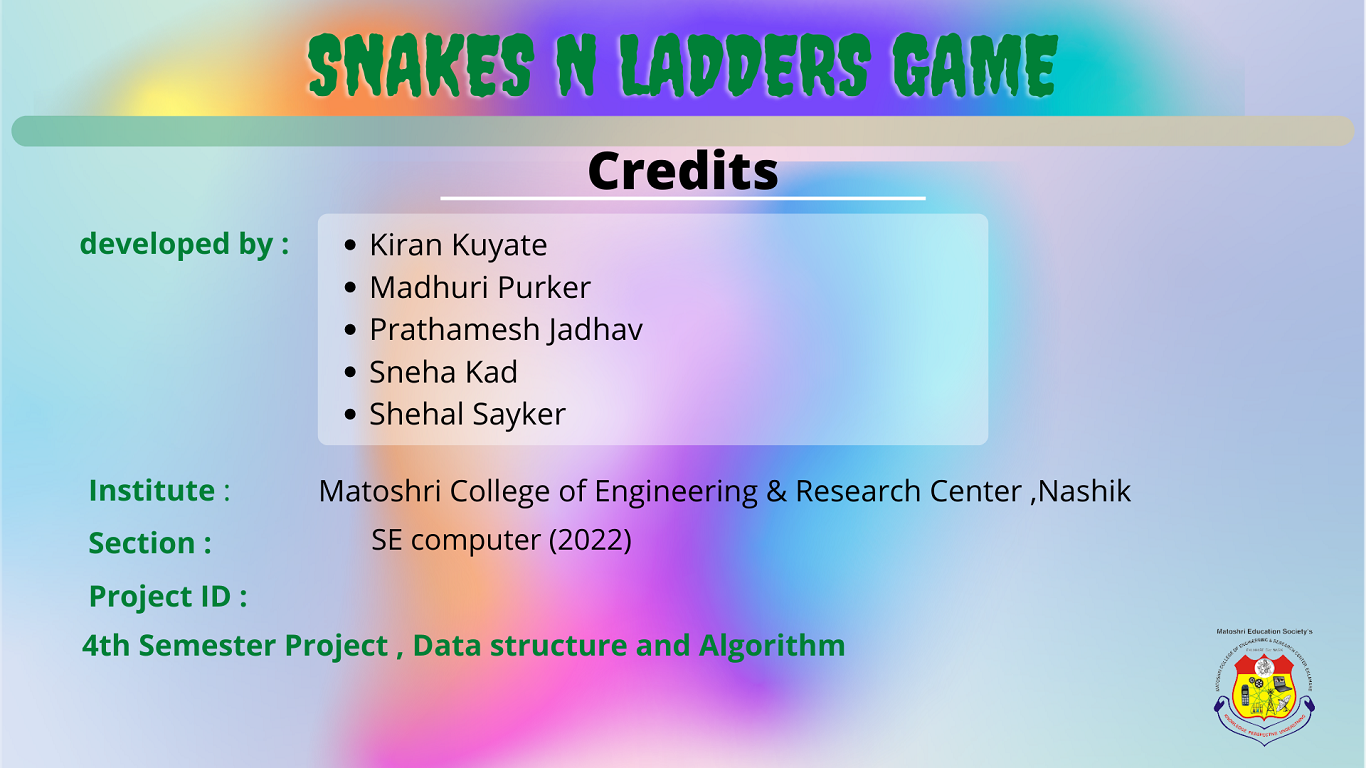 SNAKES N LADDERS GAME
Credits
developed by :
• Kiran Kuyate
• Madhuri Purker
• Prathamesh Jadhav
• Sneha Kad
• Shehal Sayker
Institute : Matoshri College of Engineering & Research Center ,Nashik
Section : SE computer (2022)
Project ID :
4th Semester Project , Data structure and Algorithm
Matoshri Education Society's